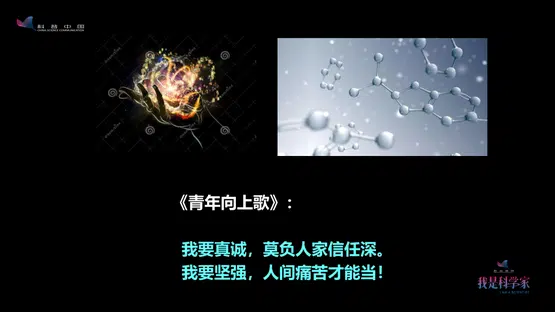 科普中国
CHINA SCIENCE COMMUNICATION
《青年向上歌》:
我要真诚，莫负人家信任深。
我要坚强，人间痛苦才能当！
我是科学家